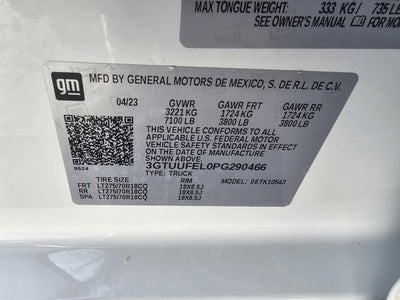 MAX TONGUE WEIGHT: 333 KG / 735 LB
SEE OWNER'S MANUAL FOR MO
gm
MFD BY GENERAL MOTORS DE MEXICO, S. DE R.L. DE C.V.
04/23 GVWR GAWR FRT GAWR RR
3221 KG 1724 KG 1724 KG
7100 LB 3800 LB 3800 LB
THIS VEHICLE CONFORMS TO ALL APPLICABLE
U.S. FEDERAL MOTOR VEHICLE SAFETY STANDARDS
IN EFFECT ON THE DATE OF
MANUFACTURE SHOWN ABOVE.
3GTUUFEL0PG290466
8624 TYPE: TRUCK
TIRE SIZE RIM MODEL: 06TK10543
FRT LT275/70R18CQ 18X8.5J
RR LT275/70R18CQ 18X8.5J
SPA LT275/70R18CQ 18X8.5J